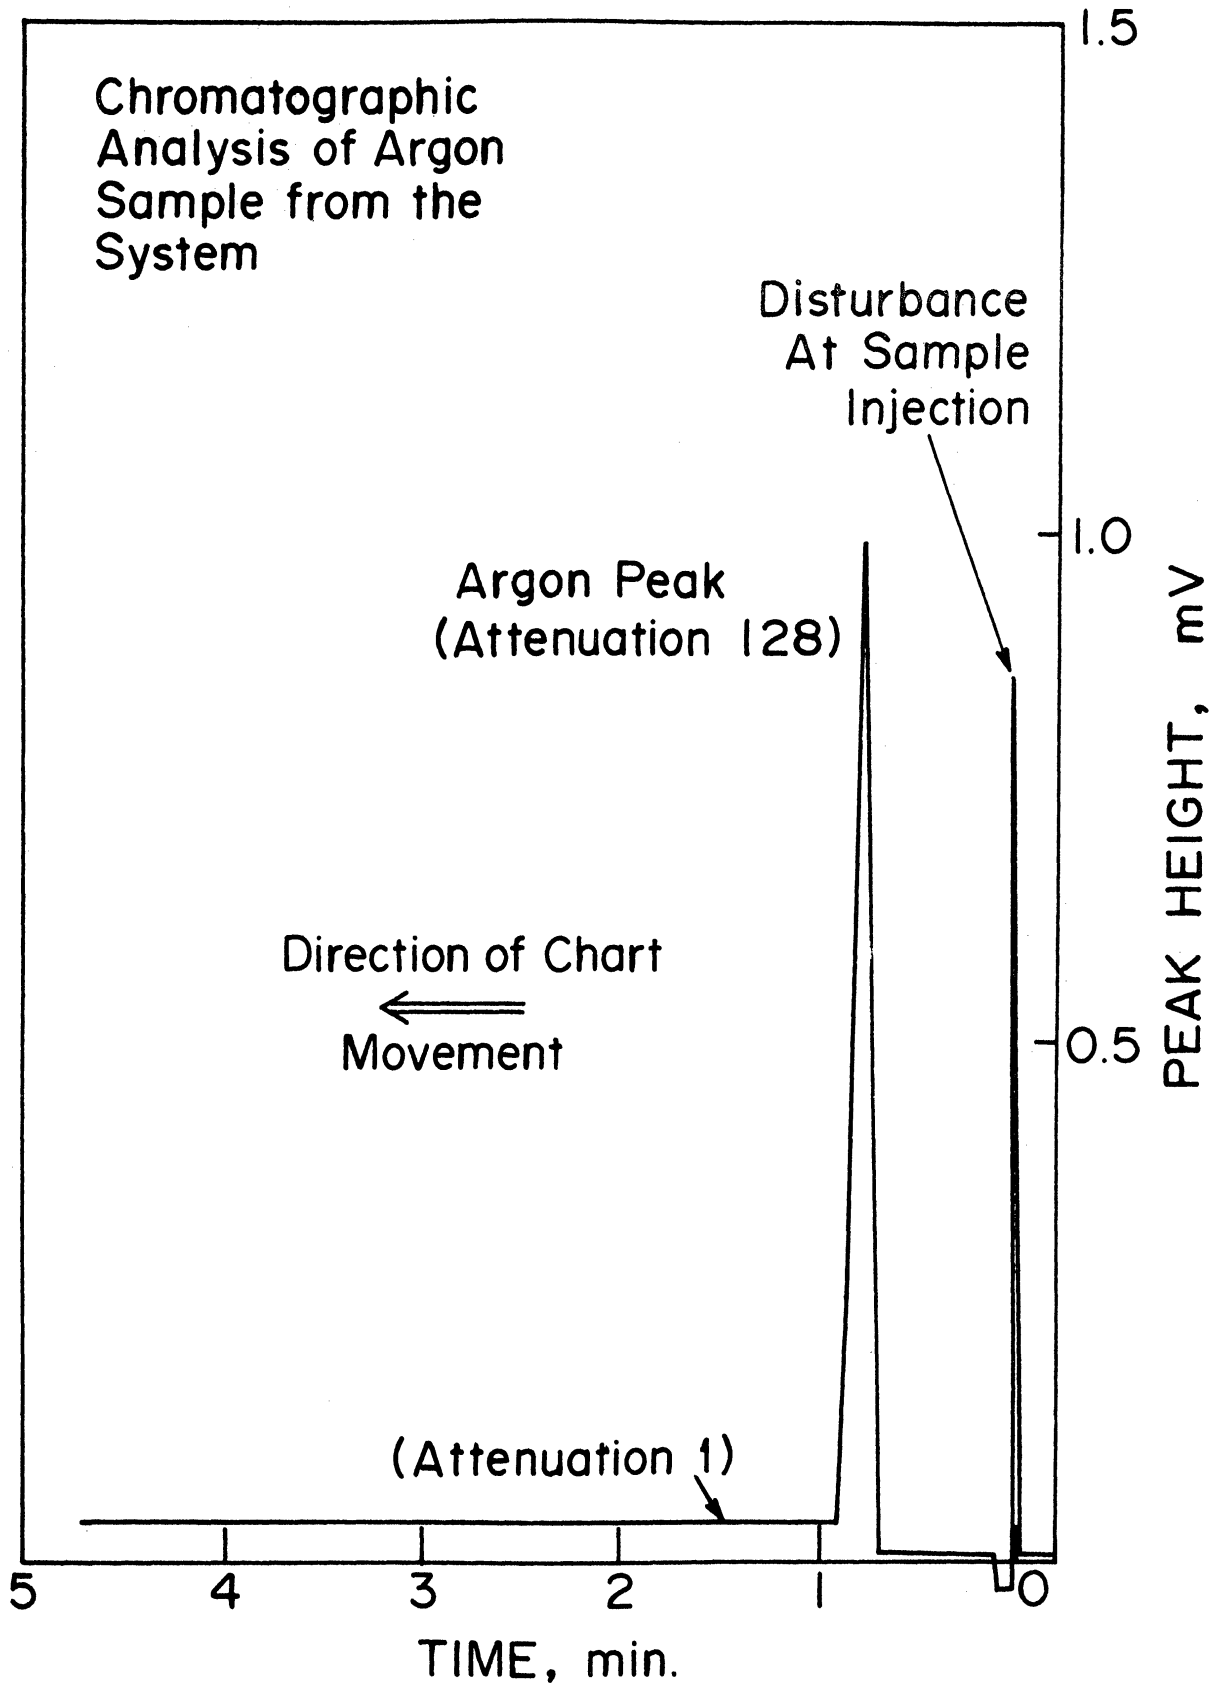 1.5
Chromatographic
Analysis of Argon
Sample from the
System
Disturbance
At Sample
Injection
1.0
Argon Peak
(Attenuation 128)
PEAK HEIGHT, mV
Direction of Chart
Movement
0.5
(Attenuation 1)
5 4 3 2 1 0
TIME, min.